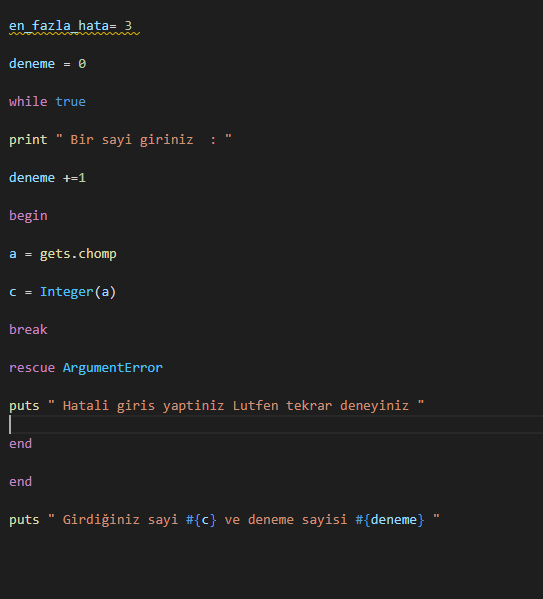 en_fazla_hata= 3
deneme = 0
while true
print " Bir sayi giriniz  : "
deneme +=1
begin
a = gets.chomp
c = Integer(a)
break
rescue ArgumentError
puts " Hatali giris yaptiniz Lutfen tekrar deneyiniz "
end
end
puts " Girdiğiniz sayi #{c} ve deneme sayisi #{deneme} "